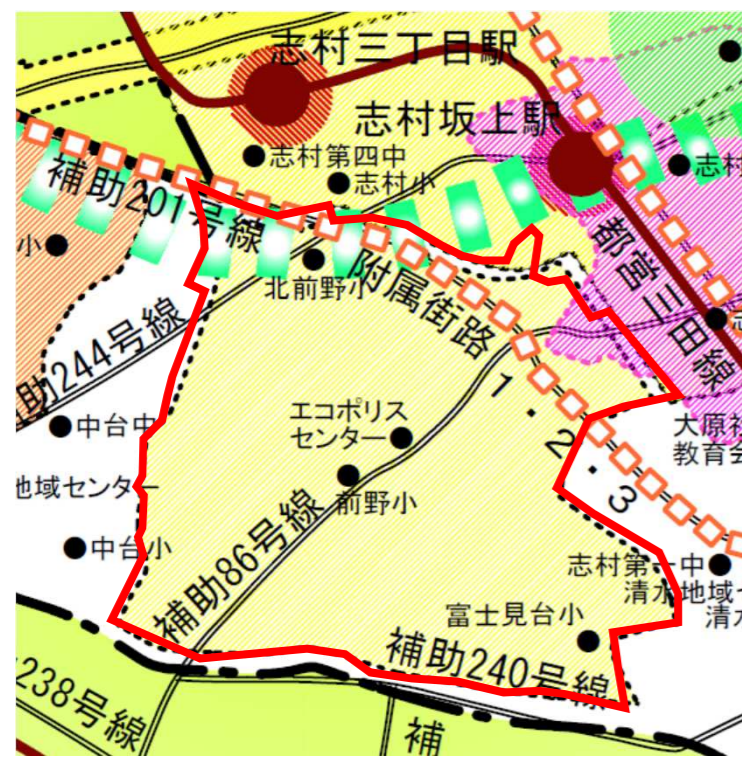 志村三丁目駅
志村坂上駅
志村第四中
志村小
志村
補助201号線
小
北前野小
附属街路1・2・3
都営三田線
補助244号線
エコポリス
センター
中台中
大原社
教育会
地域センター
前野小
中台小
補助86号線
志村第一中
清水地域セ
清水
富士見台小
補助240号線
238号線
補